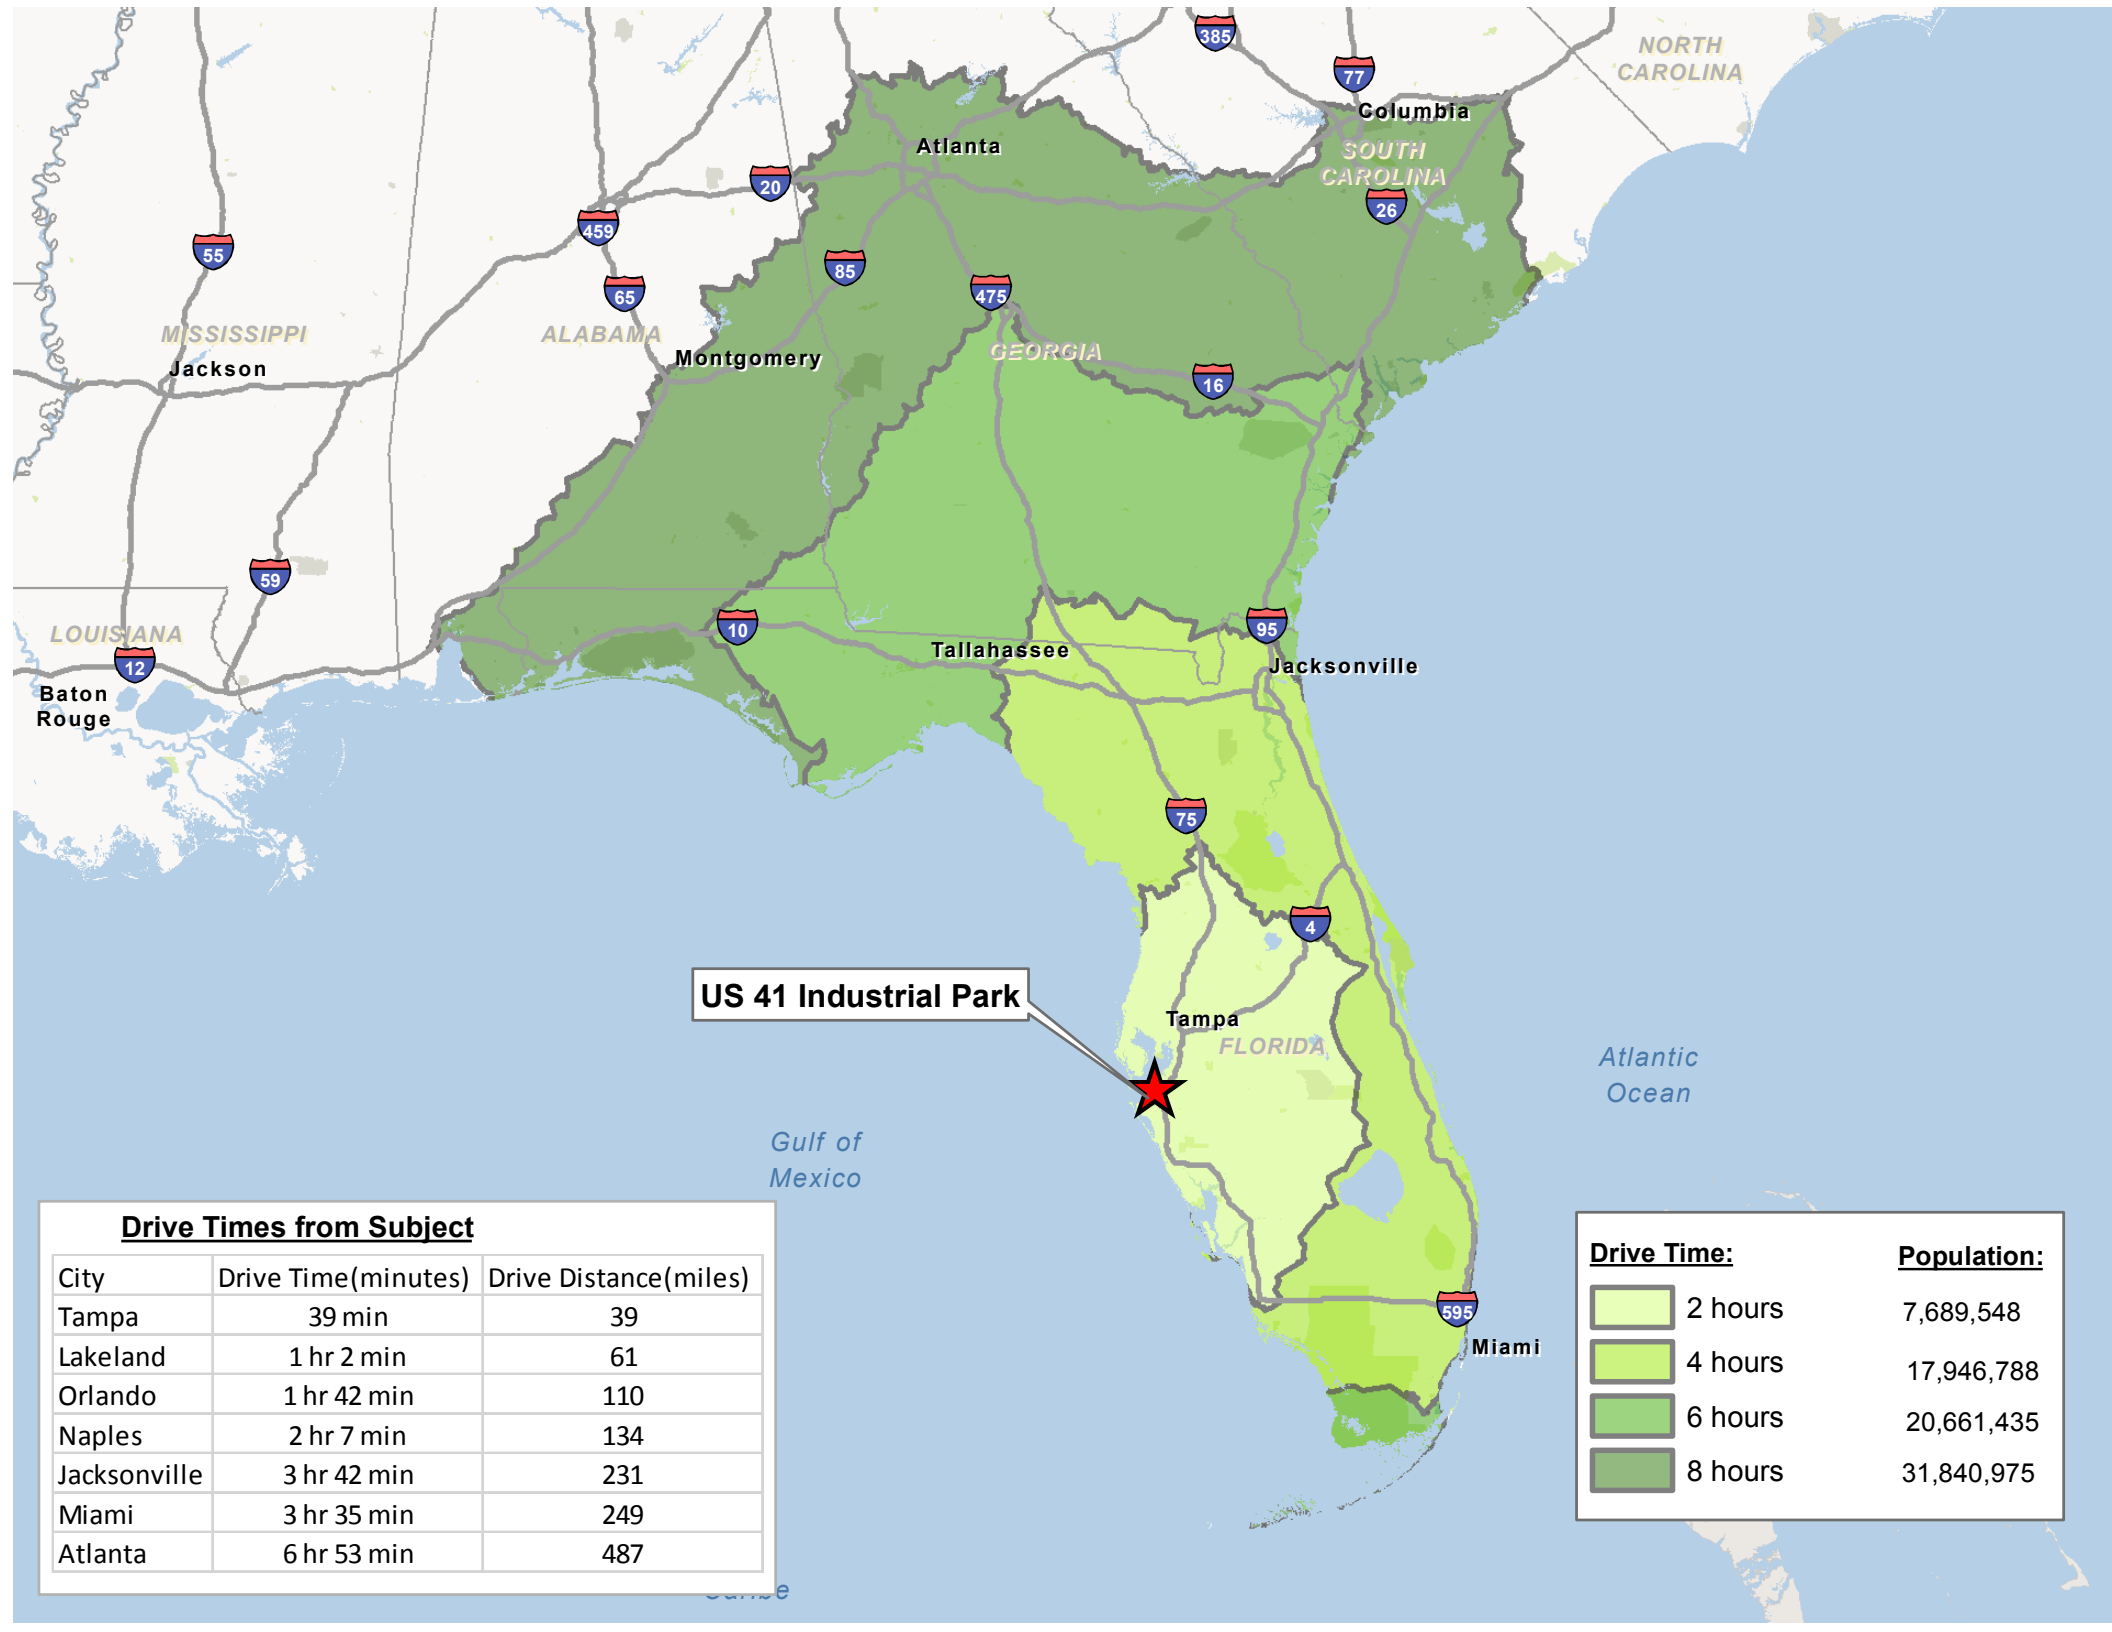 385
NORTH
CAROLINA
77
Columbia
Atlanta
SOUTH
CAROLINA
20
26
459
55
85
65
475
MISSISSIPPI
ALABAMA
GEORGIA
Montgomery
Jackson
16
59
10
95
LOUISIANA
Tallahassee
12
Jacksonville
Baton
Rouge
75
4
US 41 Industrial Park
Tampa
FLORIDA
Atlantic
Ocean
Gulf of
Mexico
595
Miami
Drive Times from Subject
City Drive Time(minutes) Drive Distance(miles)
Tampa 39 min 39
Lakeland 1 hr 2 min 61
Orlando 1 hr 42 min 110
Naples 2 hr 7 min 134
Jacksonville 3 hr 42 min 231
Miami 3 hr 35 min 249
Atlanta 6 hr 53 min 487
Drive Time: Population:
2 hours 7,689,548
4 hours 17,946,788
6 hours 20,661,435
8 hours 31,840,975